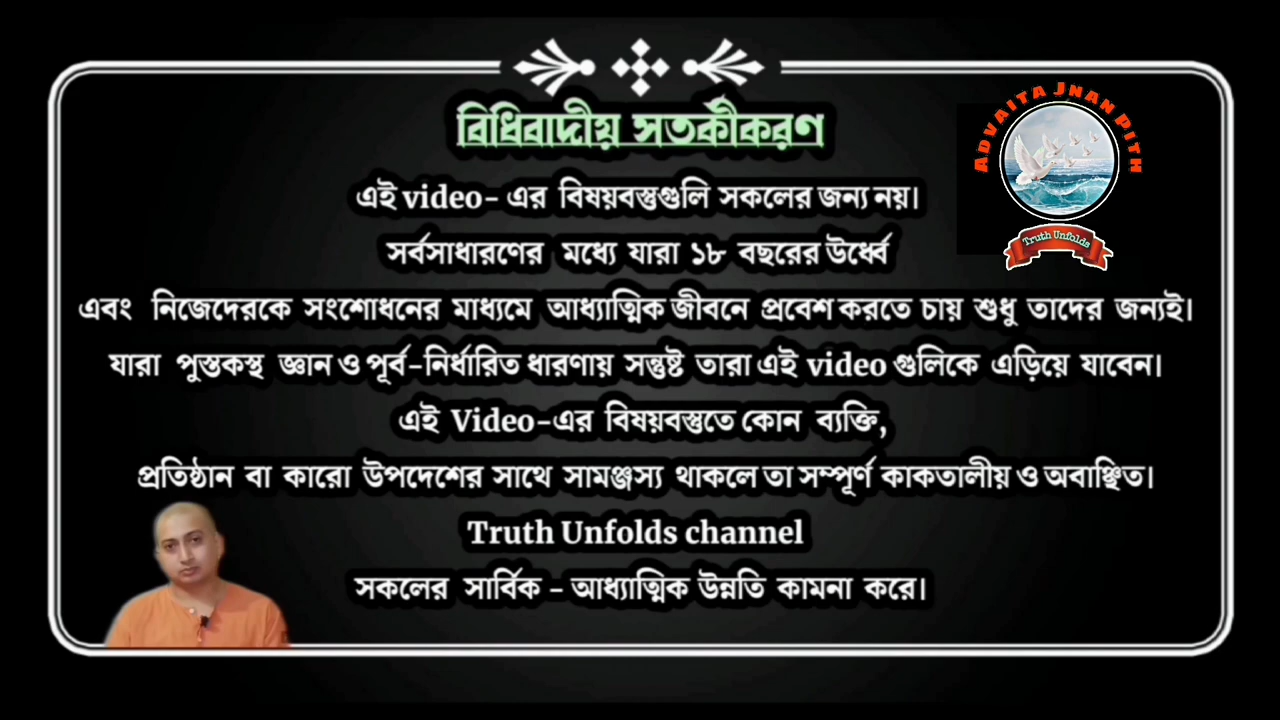 বিধিবাদীয় সতর্কীকরণ
ADVAITA JNAN PITH
Truth Unfolds
এই video- এর বিষয়বস্তুগুলি সকলের জন্য নয়।
সর্বসাধারণের মধ্যে যারা ১৮ বছরের উর্ধ্বে
এবং নিজেদেরকে সংশোধনের মাধ্যমে আধ্যাত্মিক জীবনে প্রবেশ করতে চায় শুধু তাদের জন্যই।
যারা পুস্তকস্থ জ্ঞান ও পূর্ব-নির্ধারিত ধারণায় সন্তুষ্ট তারা এই video গুলিকে এড়িয়ে যাবেন।
এই Video-এর বিষয়বস্তুতে কোন ব্যক্তি,
প্রতিষ্ঠান বা কারো উপদেশের সাথে সামঞ্জস্য থাকলে তা সম্পূর্ণ কাকতালীয় ও অবাঞ্ছিত।
Truth Unfolds channel
সকলের সার্বিক - আধ্যাত্মিক উন্নতি কামনা করে।